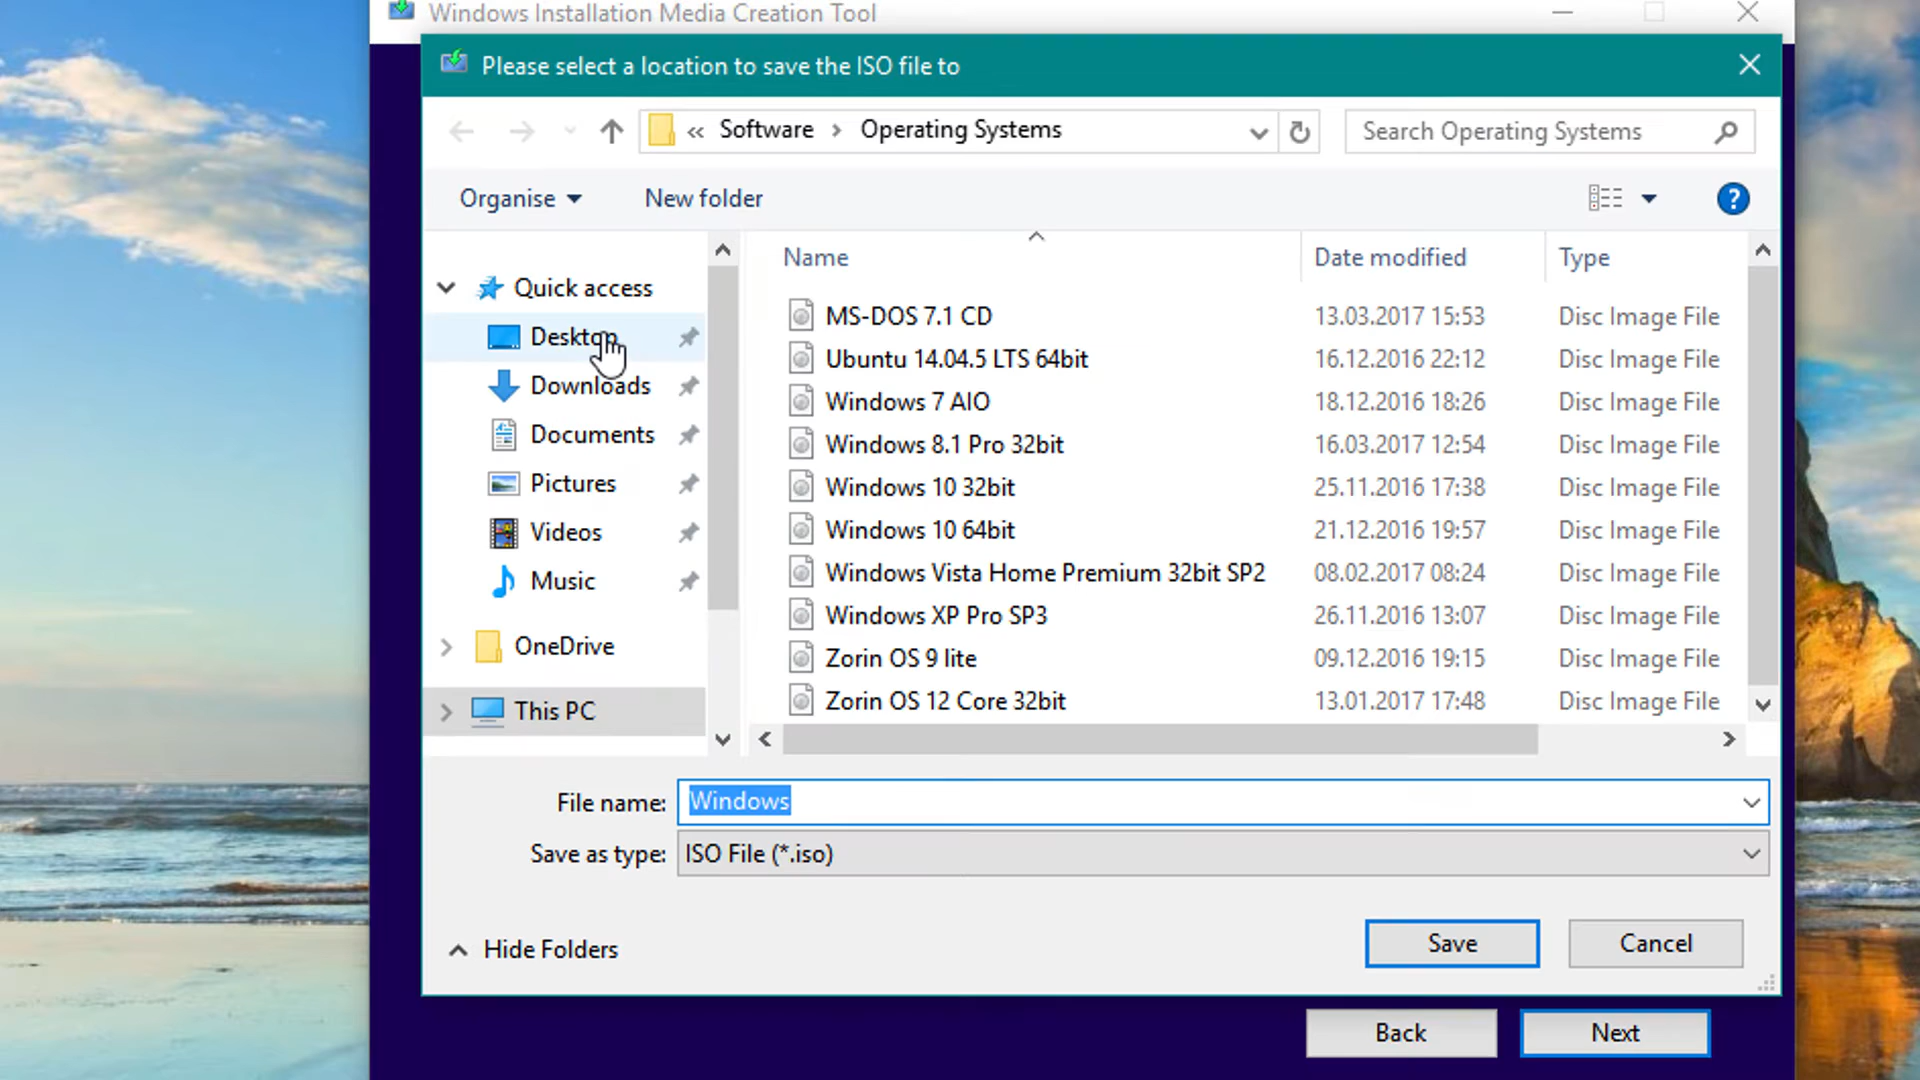 Windows Installation Media Creation Tool
Please select a location to save the ISO file to
« Software > Operating Systems
Search Operating Systems
Organise
New folder
?
Name Date modified Type
Quick access
Desktop
Downloads
Documents
Pictures
Videos
Music
OneDrive
This PC
MS-DOS 7.1 CD 13.03.2017 15:53 Disc Image File
Ubuntu 14.04.5 LTS 64bit 16.12.2016 22:12 Disc Image File
Windows 7 AIO 18.12.2016 18:26 Disc Image File
Windows 8.1 Pro 32bit 16.03.2017 12:54 Disc Image File
Windows 10 32bit 25.11.2016 17:38 Disc Image File
Windows 10 64bit 21.12.2016 19:57 Disc Image File
Windows Vista Home Premium 32bit SP2 08.02.2017 08:24 Disc Image File
Windows XP Pro SP3 26.11.2016 13:07 Disc Image File
Zorin OS 9 lite 09.12.2016 19:15 Disc Image File
Zorin OS 12 Core 32bit 13.01.2017 17:48 Disc Image File
File name: Windows
Save as type: ISO File (*.iso)
Hide Folders
Save
Cancel
Back
Next